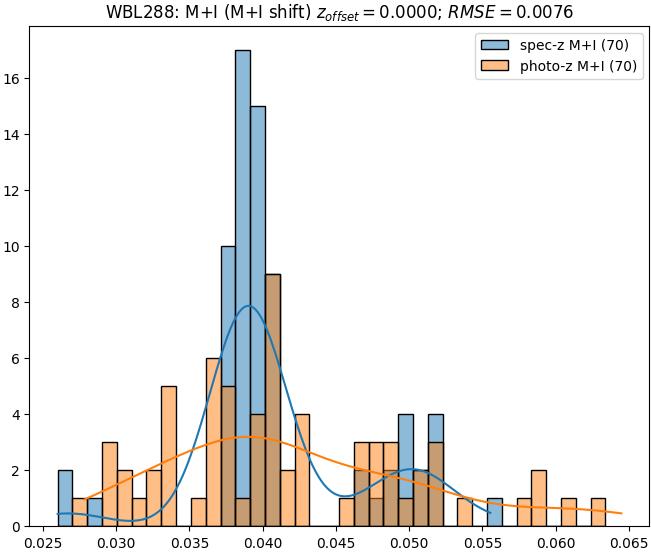 WBL288: M+I (M+I shift) z_offset = 0.0000; RMSE = 0.0076
spec-z M+I (70)
photo-z M+I (70)
16
14
12
10
8
6
4
2
0
0.025 0.030 0.035 0.040 0.045 0.050 0.055 0.060 0.065